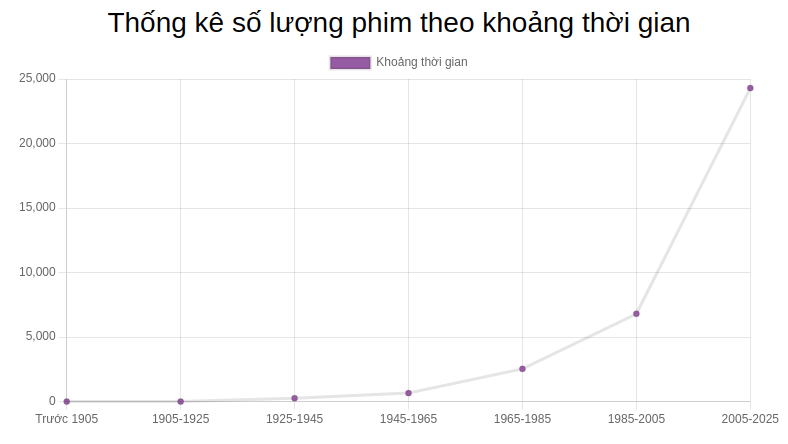 Thống kê số lượng phim theo khoảng thời gian
Khoảng thời gian
25,000
20,000
15,000
10,000
5,000
0
Trước 1905 1905-1925 1925-1945 1945-1965 1965-1985 1985-2005 2005-2025